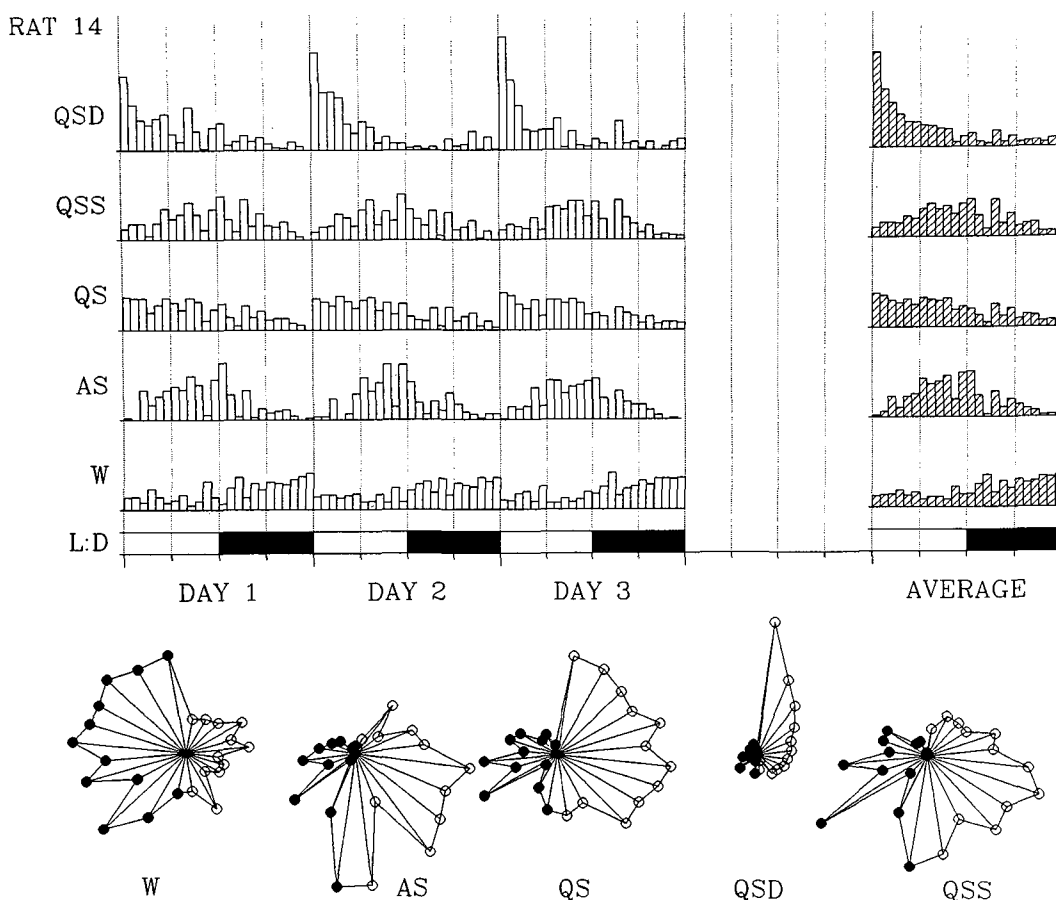 RAT 14
QSD
QSS
QS
AS
W
L:D
DAY 1 DAY 2 DAY 3 AVERAGE
W AS QS QSD QSS